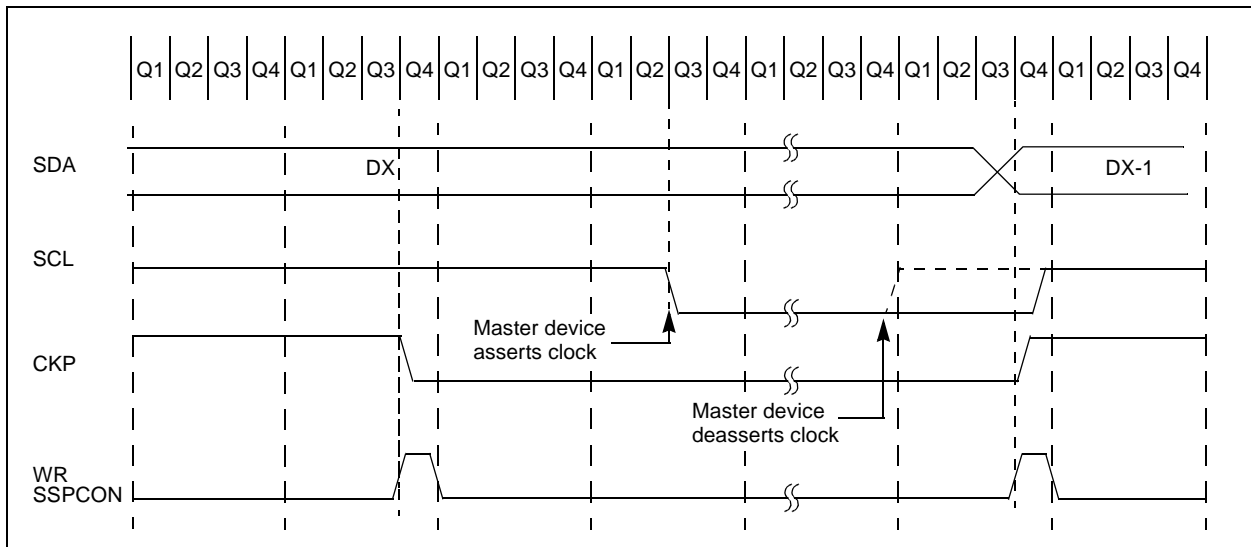 Q1 Q2 Q3 Q4 Q1 Q2 Q3 Q4 Q1 Q2 Q3 Q4 Q1 Q2 Q3 Q4 Q1 Q2 Q3 Q4 Q1 Q2 Q3 Q4 Q1 Q2 Q3 Q4
SDA
DX
DX-1
SCL
Master device
asserts clock
CKP
Master device
deasserts clock
WR
SSPCON